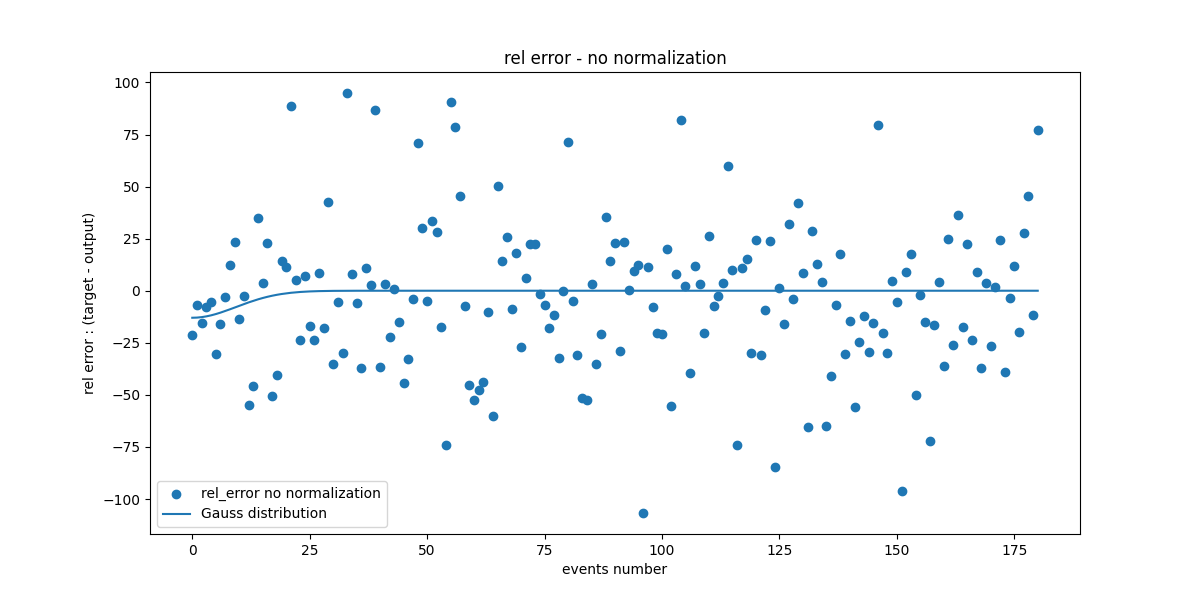 rel error - no normalization
rel error : (target - output)
100
75
50
25
0
−25
−50
−75
−100
rel_error no normalization
Gauss distribution
0 25 50 75 100 125 150 175
events number